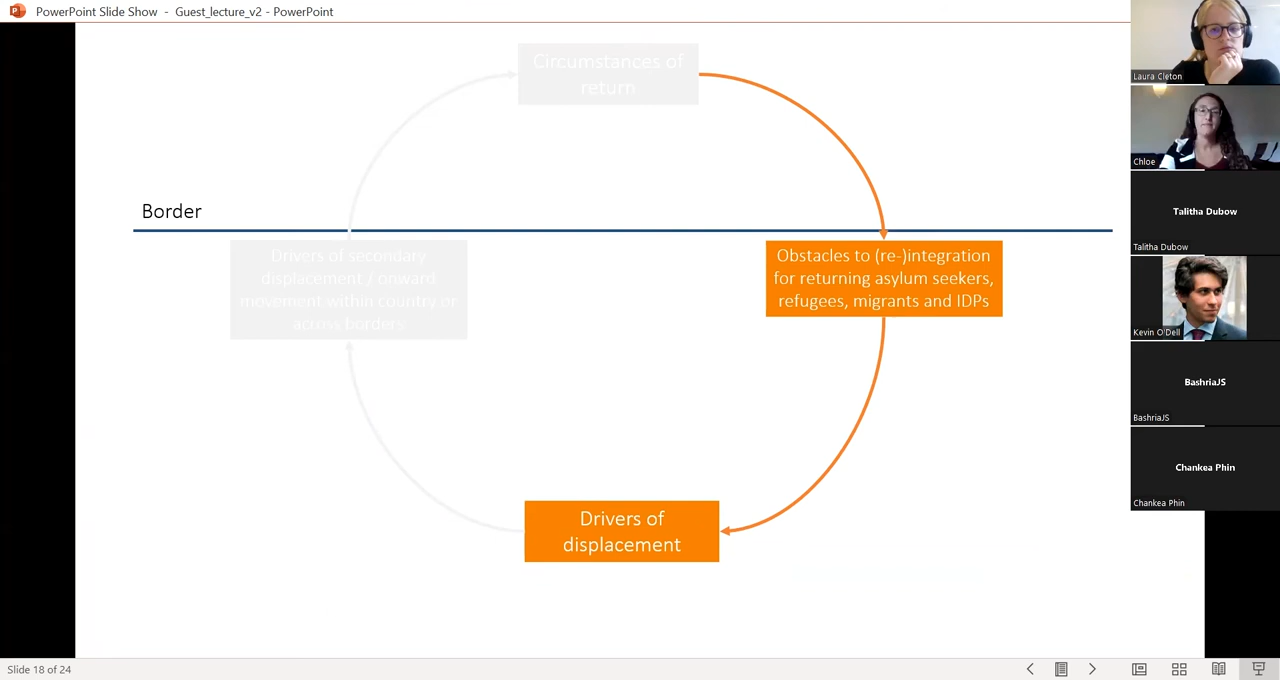 PowerPoint Slide Show - Guest_lecture_v2 - PowerPoint
Circumstances of
return
Border
Drivers of secondary
displacement / onward
movement within country or
across borders
Obstacles to (re-)integration
for returning asylum seekers,
refugees, migrants and IDPs
Drivers of
displacement
Laura Cleton
Chloe
Talitha Dubow
Talitha Dubow
Kevin O'Dell
BashriaJS
BashriaJS
Chankea Phin
Chankea Phin
Slide 18 of 24